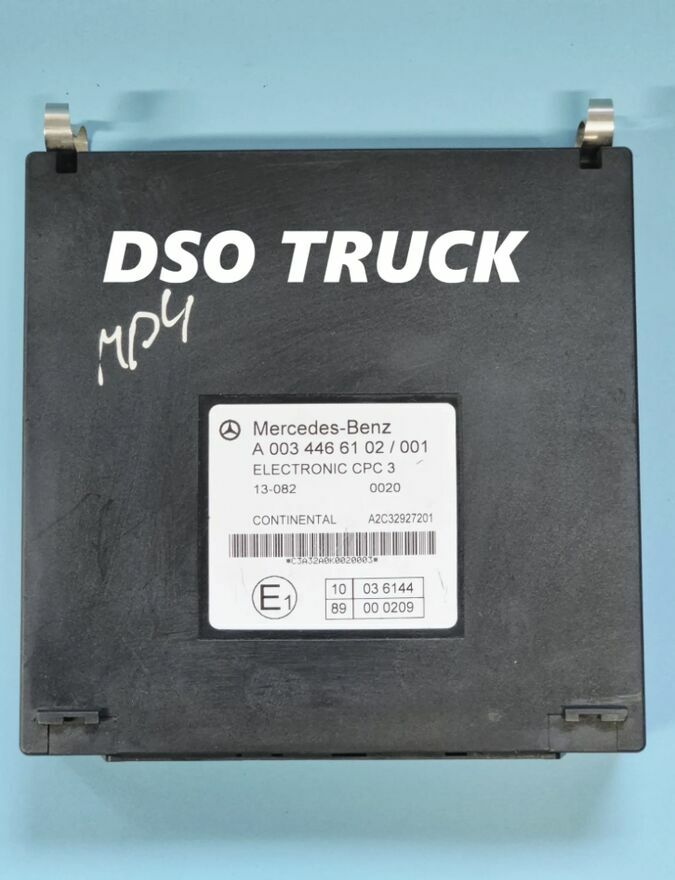 DSO TRUCK
MP4
Mercedes-Benz
A 003 446 61 02 / 001
ELECTRONIC CPC 3
13-082 0020
CONTINENTAL A2C32927201
*C3A32A0K0020003*
E1
10 03 6144
89 00 0209